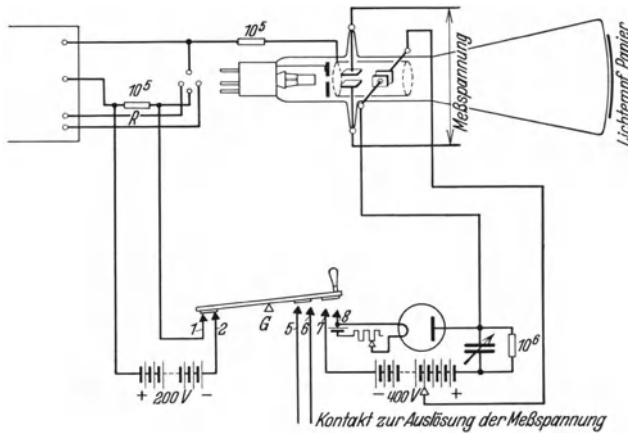 10⁵
10⁵
R
Meßspannung
Lichtempf. Papier
1
2
G
5
6
7
8
+ 200 V -
- 400 V +
10⁶
Kontakt zur Auslösung der Meßspannung